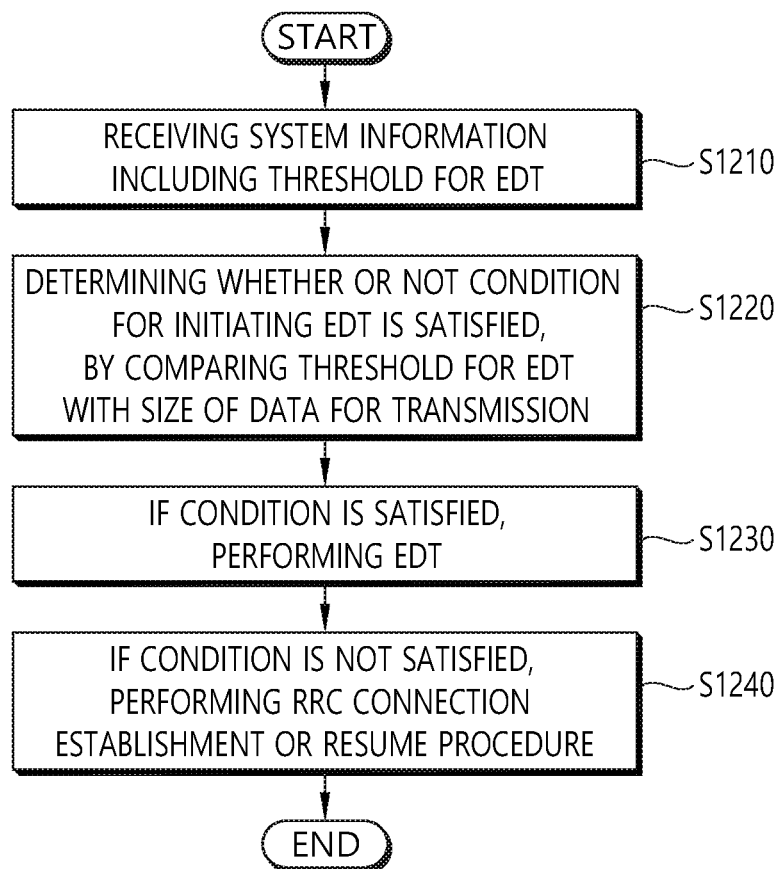 START
RECEIVING SYSTEM INFORMATION
INCLUDING THRESHOLD FOR EDT
S1210
DETERMINING WHETHER OR NOT CONDITION
FOR INITIATING EDT IS SATISFIED,
BY COMPARING THRESHOLD FOR EDT
WITH SIZE OF DATA FOR TRANSMISSION
S1220
IF CONDITION IS SATISFIED,
PERFORMING EDT
S1230
IF CONDITION IS NOT SATISFIED,
PERFORMING RRC CONNECTION
ESTABLISHMENT OR RESUME PROCEDURE
S1240
END